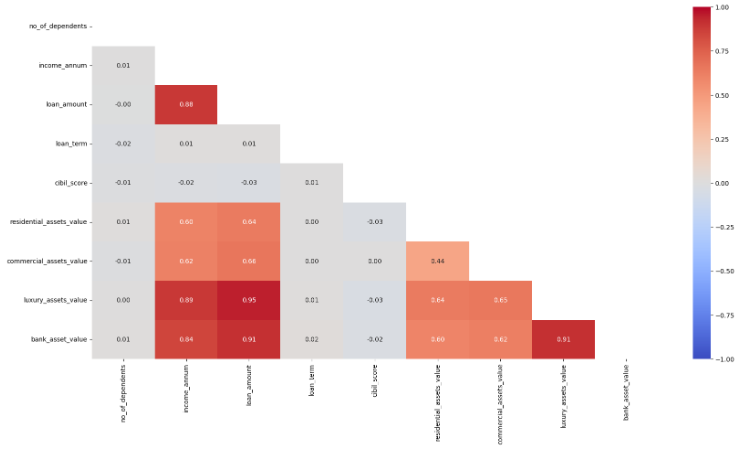 no_of_dependents
income_annum 0.01
loan_amount -0.00 0.88
loan_term -0.02 0.01 0.01
cibil_score -0.01 -0.02 -0.03 0.01
residential_assets_value 0.01 0.60 0.64 0.00 -0.03
commercial_assets_value -0.01 0.62 0.66 0.00 0.00 0.44
luxury_assets_value 0.00 0.89 0.95 0.01 -0.03 0.64 0.65
bank_asset_value 0.01 0.84 0.91 0.02 -0.02 0.60 0.62 0.91
no_of_dependents
income_annum
loan_amount
loan_term
cibil_score
residential_assets_value
commercial_assets_value
luxury_assets_value
bank_asset_value
1.00
0.75
0.50
0.25
0.00
−0.25
−0.50
−0.75
−1.00